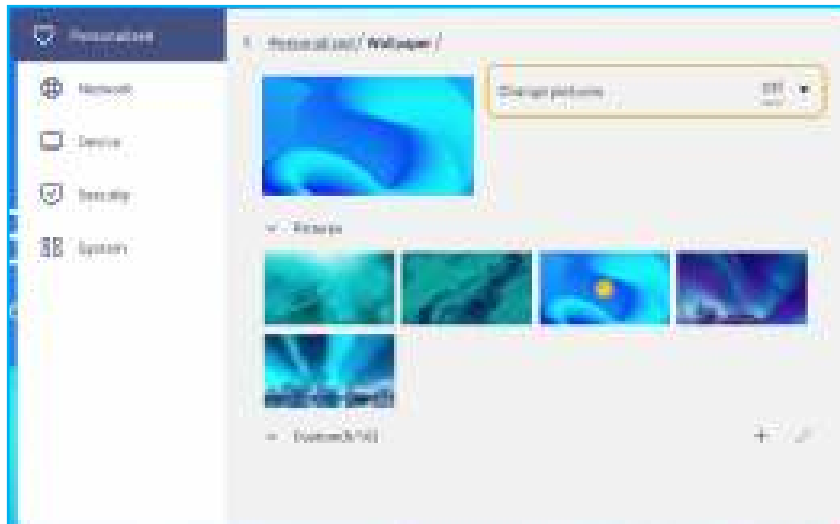 Personalized
Personalized / Wallpaper /
Network
Change pictures
Off
Device
Security
Pictures
System